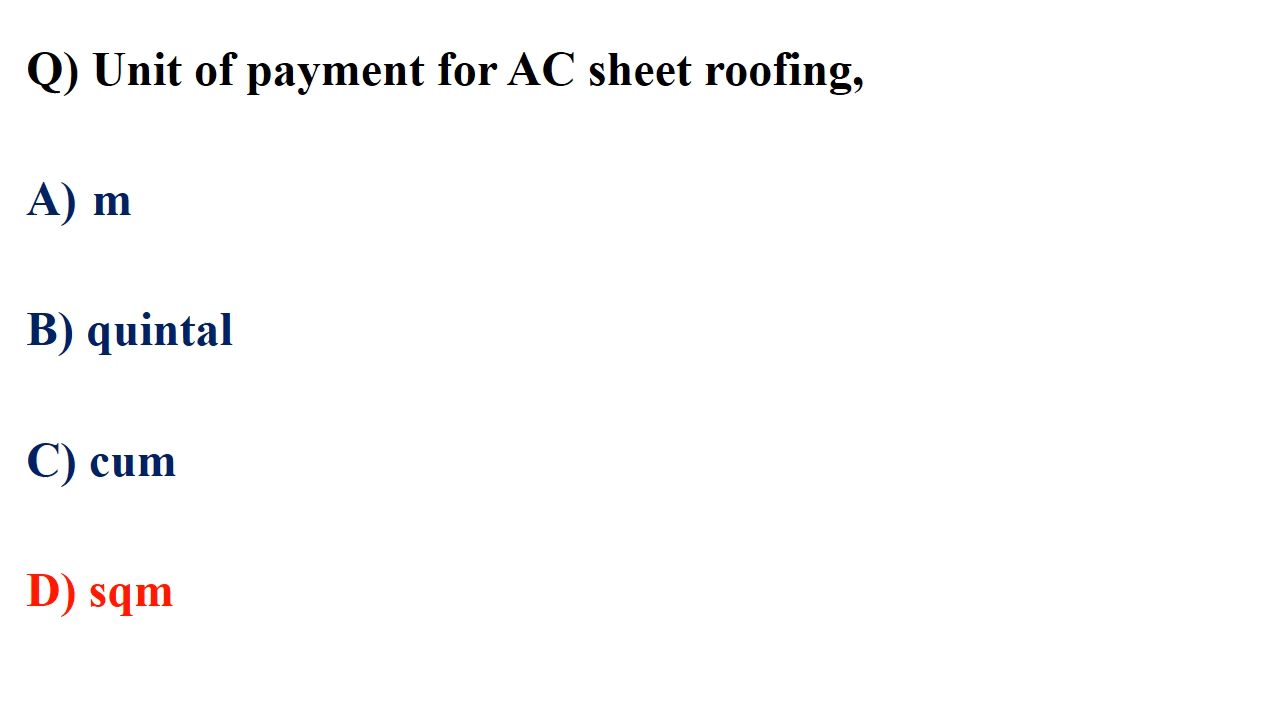 Q) Unit of payment for AC sheet roofing,
A) m
B) quintal
C) cum
D) sqm